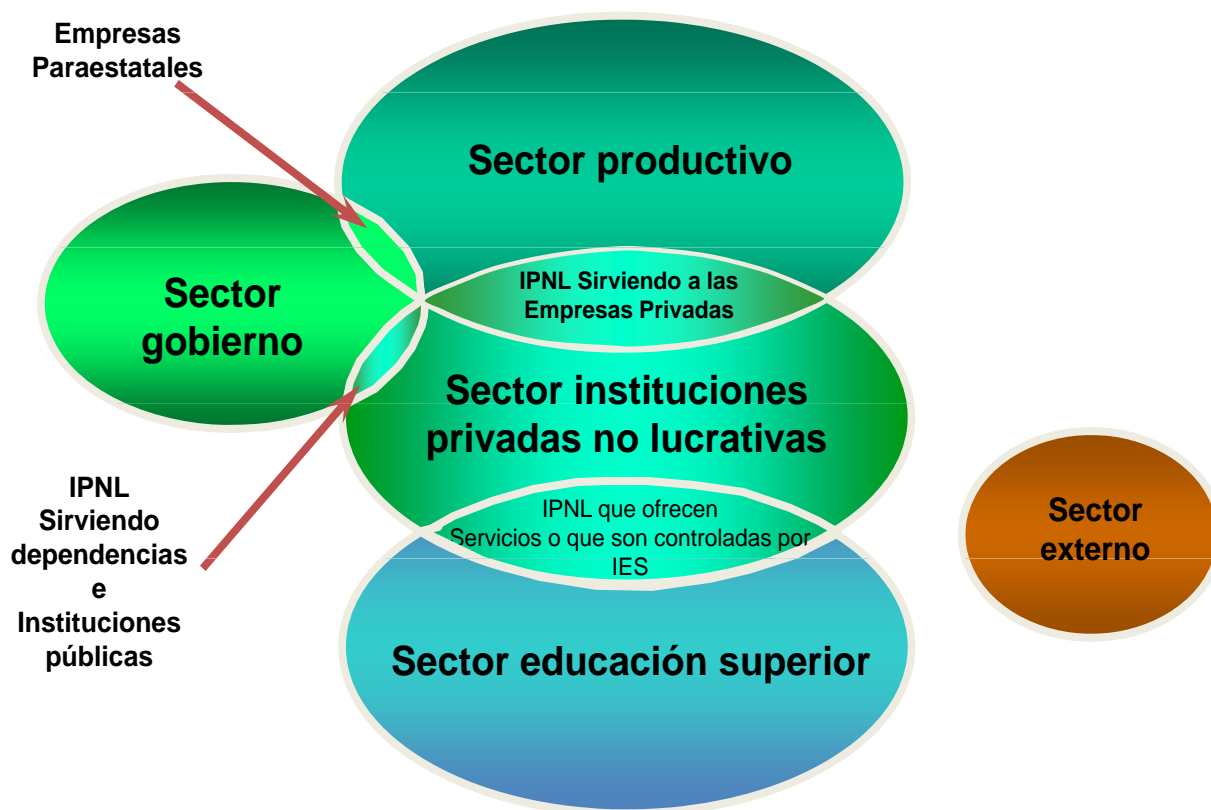 Empresas
Paraestatales
Sector productivo
IPNL Sirviendo a las
Empresas Privadas
Sector
gobierno
Sector instituciones
privadas no lucrativas
IPNL
Sirviendo
dependencias
e
Instituciones
públicas
IPNL que ofrecen
Servicios o que son controladas por
IES
Sector
externo
Sector educación superior